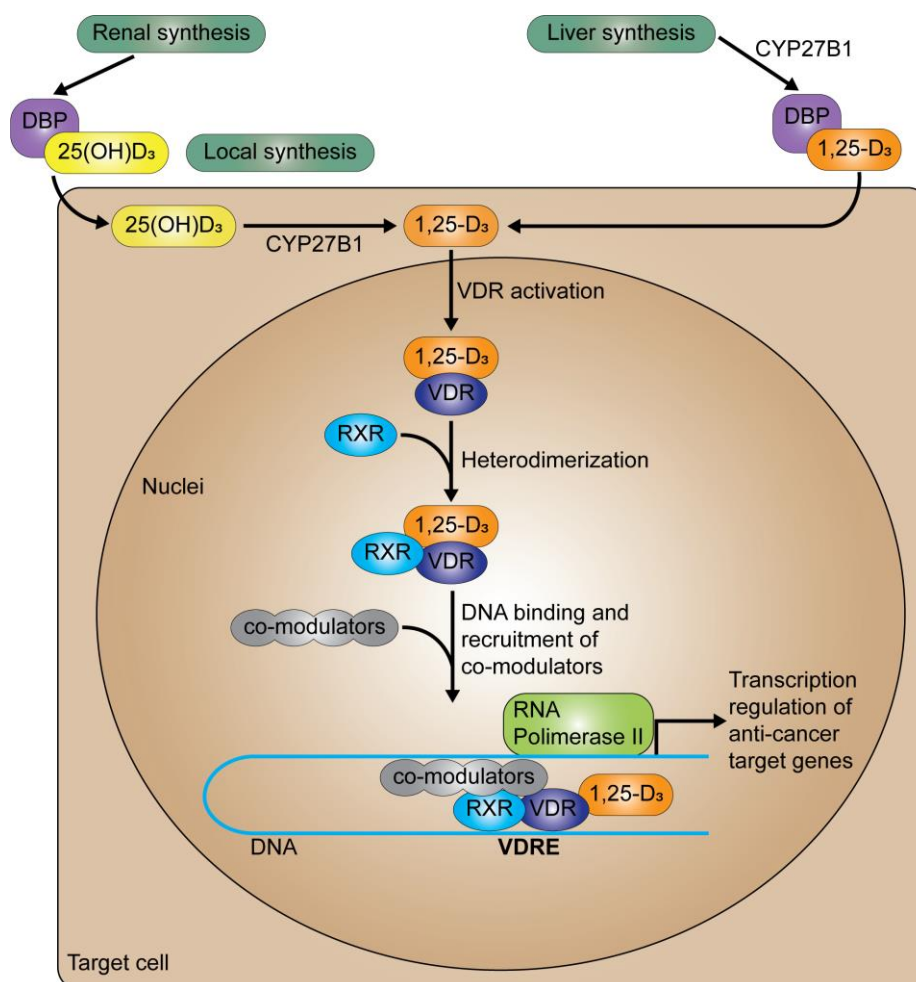 Renal synthesis
Liver synthesis
CYP27B1
DBP
25(OH)D₃
Local synthesis
DBP
1,25-D₃
25(OH)D₃
CYP27B1
1,25-D₃
VDR activation
1,25-D₃
VDR
RXR
Heterodimerization
Nuclei
1,25-D₃
RXR
VDR
co-modulators
DNA binding and
recruitment of
co-modulators
RNA
Polimerase II
Transcription
regulation of
anti-cancer
target genes
co-modulators
RXR
VDR
1,25-D₃
DNA
VDRE
Target cell